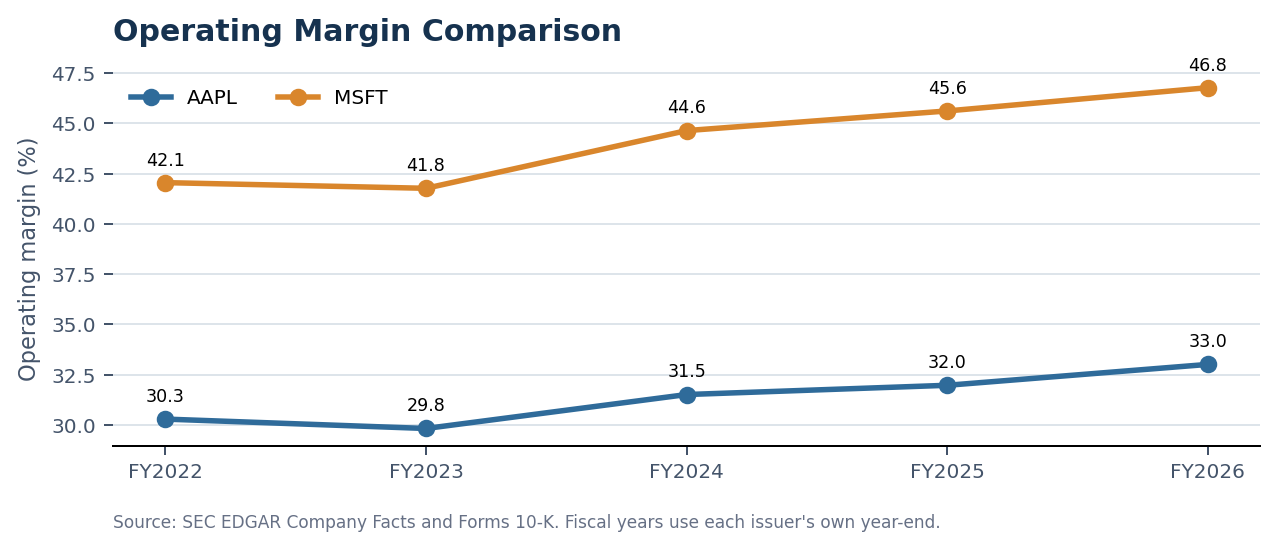 Operating Margin Comparison
Operating margin (%)
47.5
45.0
42.5
40.0
37.5
35.0
32.5
30.0
AAPL MSFT
42.1 41.8 44.6 45.6 46.8
30.3 29.8 31.5 32.0 33.0
FY2022 FY2023 FY2024 FY2025 FY2026
Source: SEC EDGAR Company Facts and Forms 10-K. Fiscal years use each issuer's own year-end.